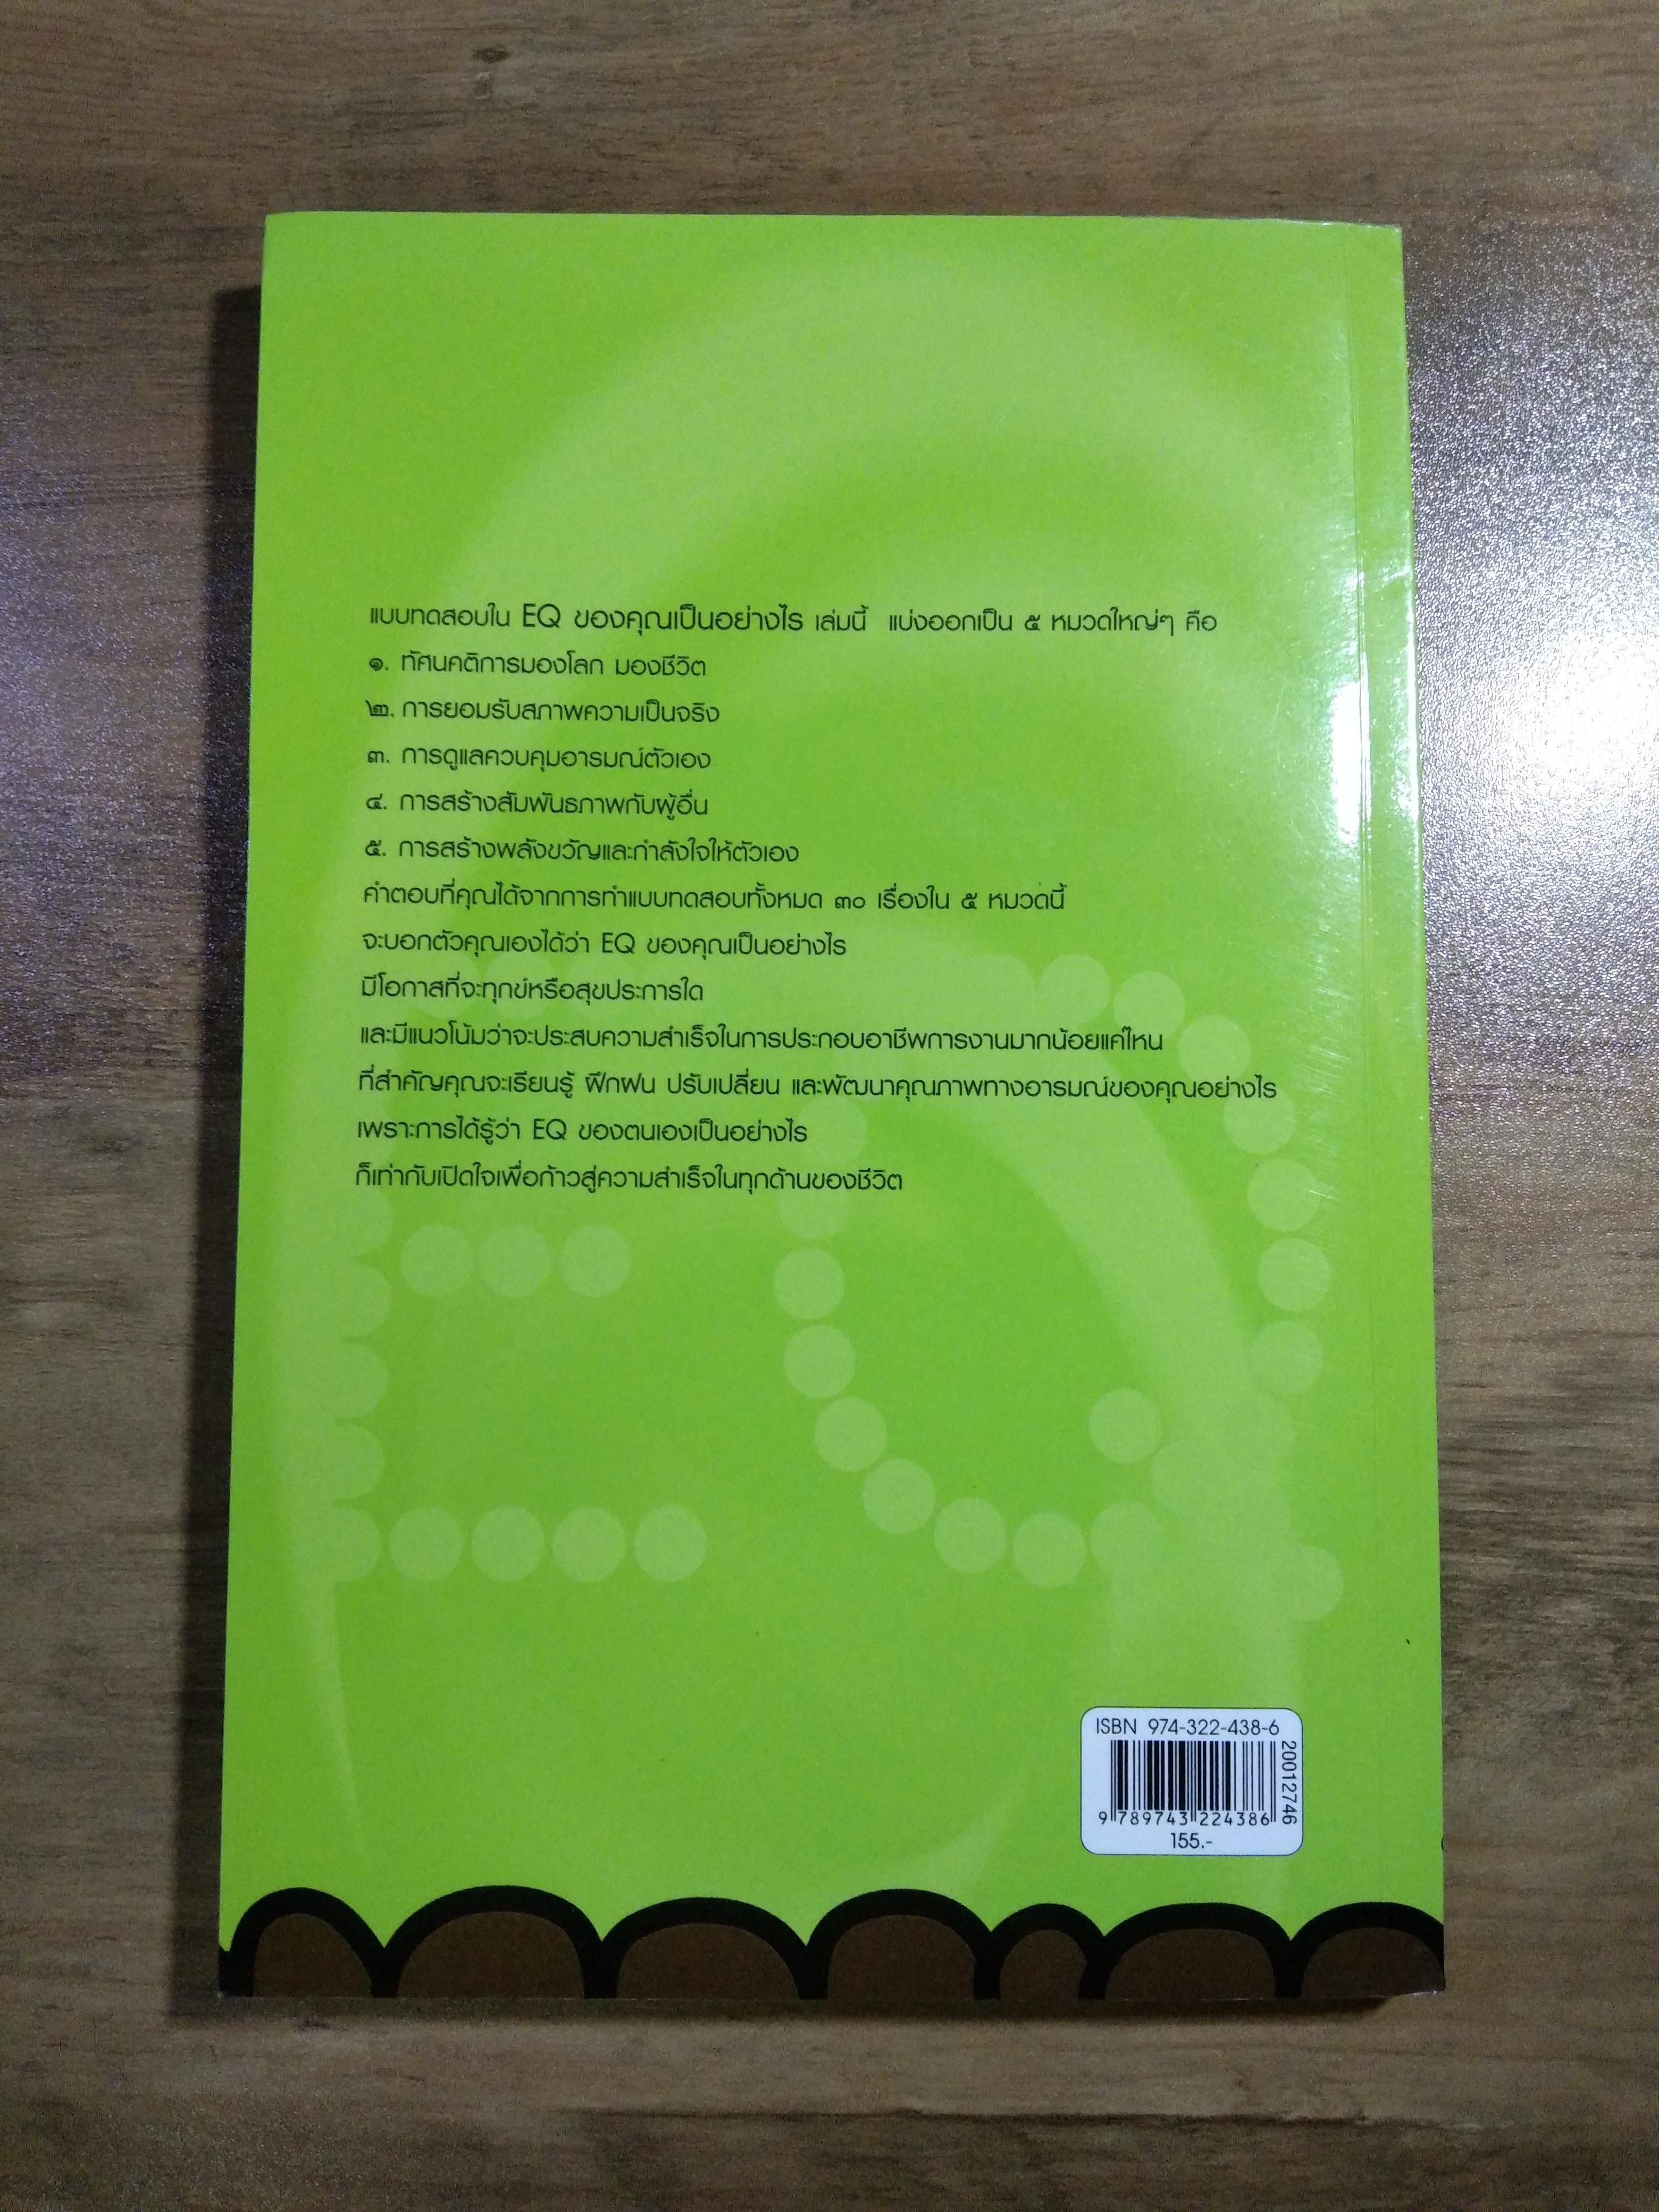 แบบทดสอบใน EQ ของคุณเป็นอย่างไร เล่มนี้ แบ่งออกเป็น ๕ หมวดใหญ่ๆ คือ
๑. ทัศนคติการมองโลก มองชีวิต
๒. การยอมรับสภาพความเป็นจริง
๓. การดูแลควบคุมอารมณ์ตัวเอง
๔. การสร้างสัมพันธภาพกับผู้อื่น
๕. การสร้างพลังขวัญและกำลังใจให้ตัวเอง
คำตอบที่คุณได้จากการทำแบบทดสอบทั้งหมด ๓๐ เรื่องใน ๕ หมวดนี้
จะบอกตัวคุณเองได้ว่า EQ ของคุณเป็นอย่างไร
มีโอกาสที่จะทุกข์หรือสุขประการใด
และมีแนวโน้มว่าจะประสบความสำเร็จในการประกอบอาชีพการงานมากน้อยแค่ไหน
ที่สำคัญคุณจะเรียนรู้ ฝึกฝน ปรับเปลี่ยน และพัฒนาคุณภาพทางอารมณ์ของคุณอย่างไร
เพราะการได้รู้ว่า EQ ของตนเองเป็นอย่างไร
ก็เท่ากับเปิดใจเพื่อก้าวสู่ความสำเร็จในทุกด้านของชีวิต
EQ
ISBN 974-322-438-6
20012746
9 789743 224386
155.-